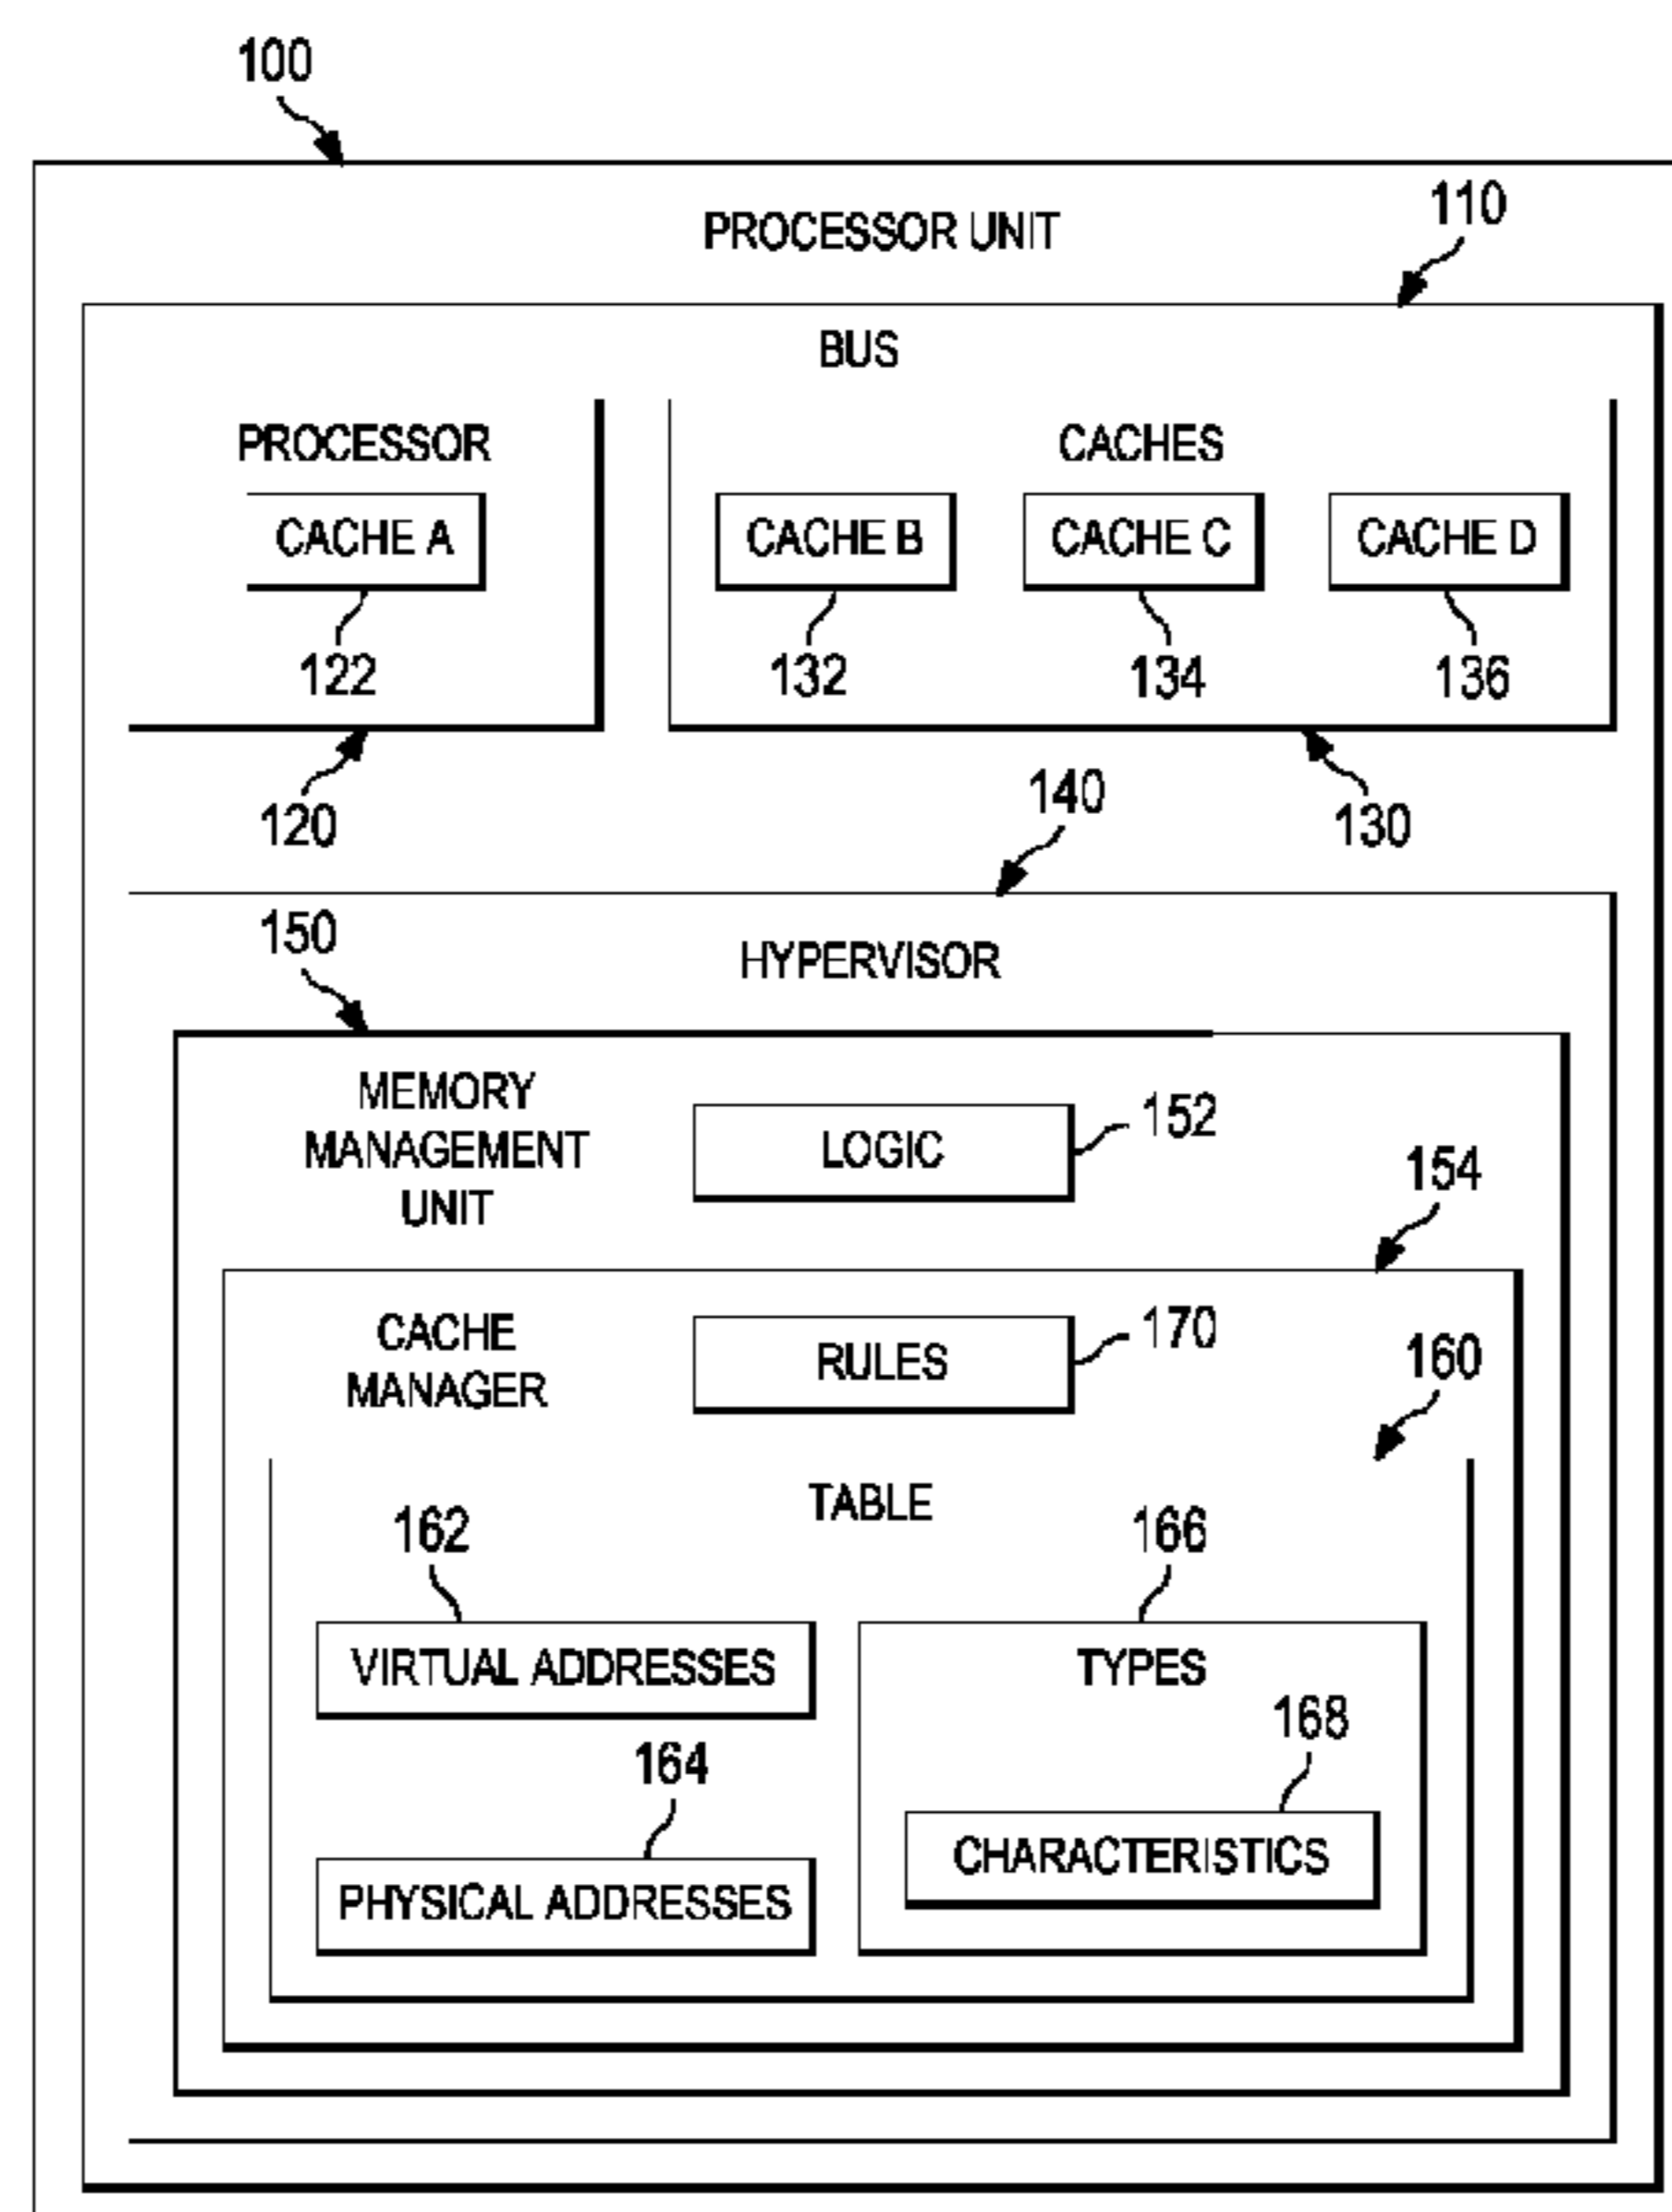 100
PROCESSOR UNIT
110
BUS
PROCESSOR
CACHES
CACHE A
CACHE B
CACHE C
CACHE D
122
132
134
136
120
140
130
150
HYPERVISOR
MEMORY
MANAGEMENT
UNIT
LOGIC
152
154
CACHE
MANAGER
RULES
170
160
TABLE
162
166
VIRTUAL ADDRESSES
TYPES
168
164
CHARACTERISTICS
PHYSICAL ADDRESSES